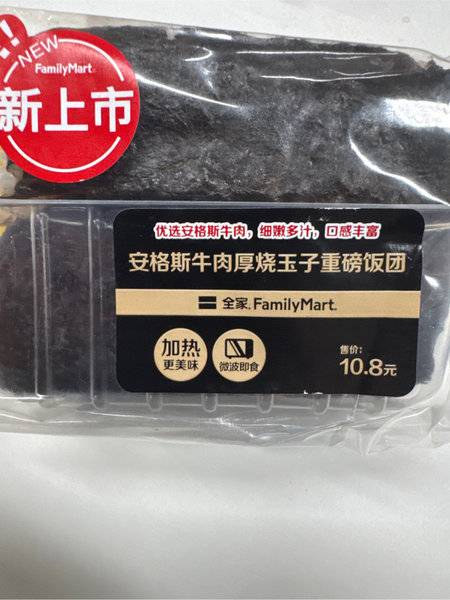 NEW
FamilyMart
新上市
优选安格斯牛肉，细嫩多汁，口感丰富
安格斯牛肉厚烧玉子重磅饭团
全家 FamilyMart
加热
更美味
微波即食
售价：
10.8元